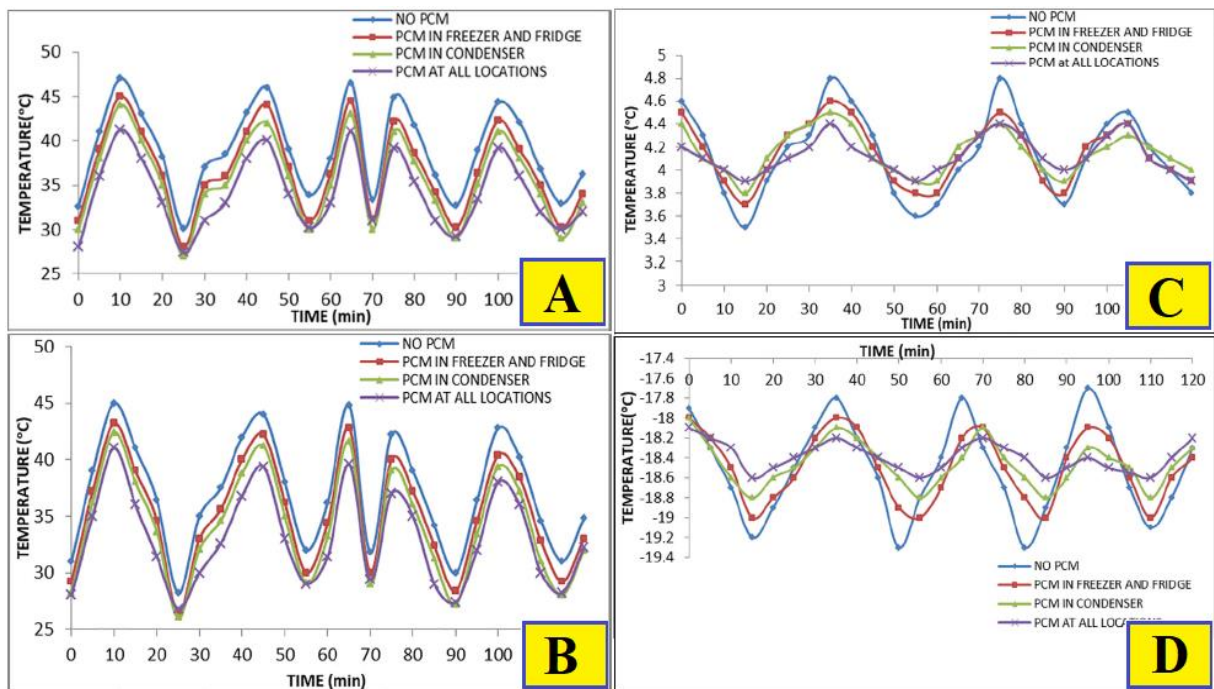 NO PCM
PCM IN FREEZER AND FRIDGE
PCM IN CONDENSER
PCM AT ALL LOCATIONS
50
45
40
35
30
25
TEMPERATURE(°C)
0 10 20 30 40 50 60 70 80 90 100
TIME (min)
A
NO PCM
PCM IN FREEZER AND FRIDGE
PCM IN CONDENSER
PCM AT ALL LOCATIONS
50
45
40
35
30
25
TEMPERATURE(°C)
0 10 20 30 40 50 60 70 80 90 100
TIME (min)
B
NO PCM
PCM IN FREEZER AND FRIDGE
PCM IN CONDENSER
PCM at ALL LOCATIONS
5
4.8
4.6
4.4
4.2
4
3.8
3.6
3.4
3.2
3
TEMPERATURE (°C)
0 10 20 30 40 50 60 70 80 90 100
TIME (min)
C
TIME (min)
0 10 20 30 40 50 60 70 80 90 100 110 120
-17.4
-17.6
-17.8
-18
-18.2
-18.4
-18.6
-18.8
-19
-19.2
-19.4
TEMPERATURE(°C)
NO PCM
PCM IN FREEZER AND FRIDGE
PCM IN CONDENSER
PCM AT ALL
D